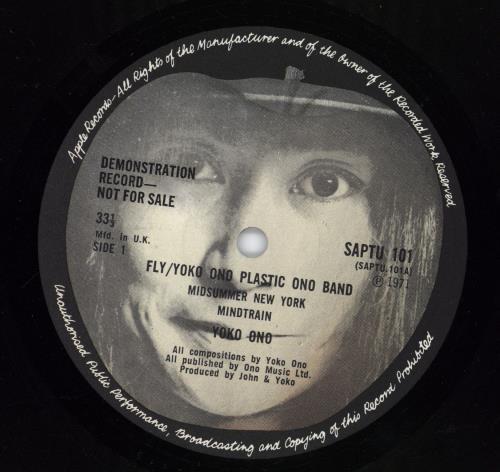 Apple Records—All Rights of the Manufacturer and of the Owner of the Recorded Work Reserved
DEMONSTRATION
RECORD—
NOT FOR SALE
33⅓
Mfd. in U.K.
SIDE 1
SAPTU 101
(SAPTU.101A)
℗ 1971
FLY/YOKO ONO PLASTIC ONO BAND
MIDSUMMER NEW YORK
MINDTRAIN
YOKO ONO
All compositions by Yoko Ono
All published by Ono Music Ltd.
Produced by John & Yoko
Unauthorised Public Performance, Broadcasting and Copying of this Record Prohibited